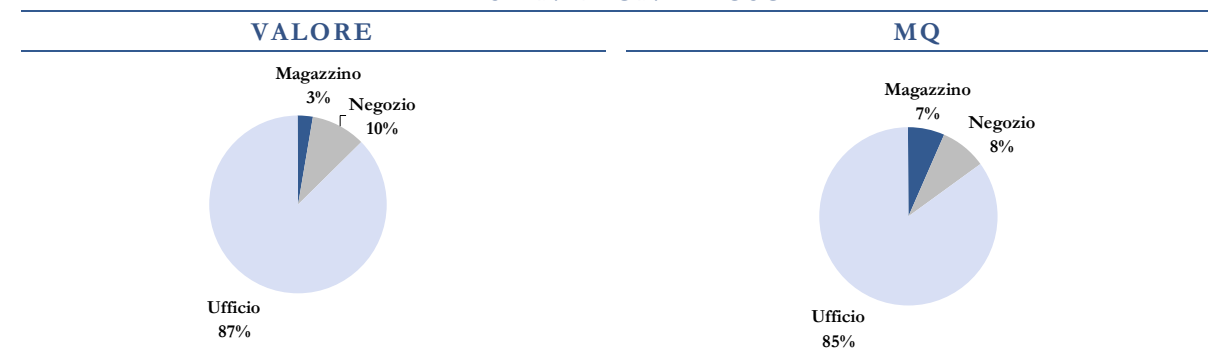 VALORE
Magazzino
3%
Negozio
10%
Ufficio
87%
MQ
Magazzino
7%
Negozio
8%
Ufficio
85%